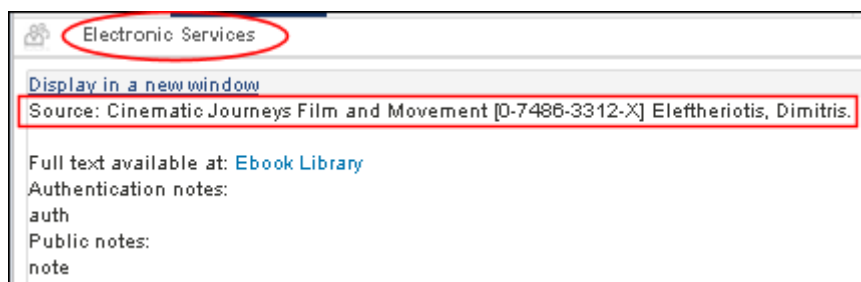 Electronic Services
Display in a new window
Source: Cinematic Journeys Film and Movement [0-7486-3312-X] Eleftheriotis, Dimitris.
Full text available at: Ebook Library
Authentication notes:
auth
Public notes:
note